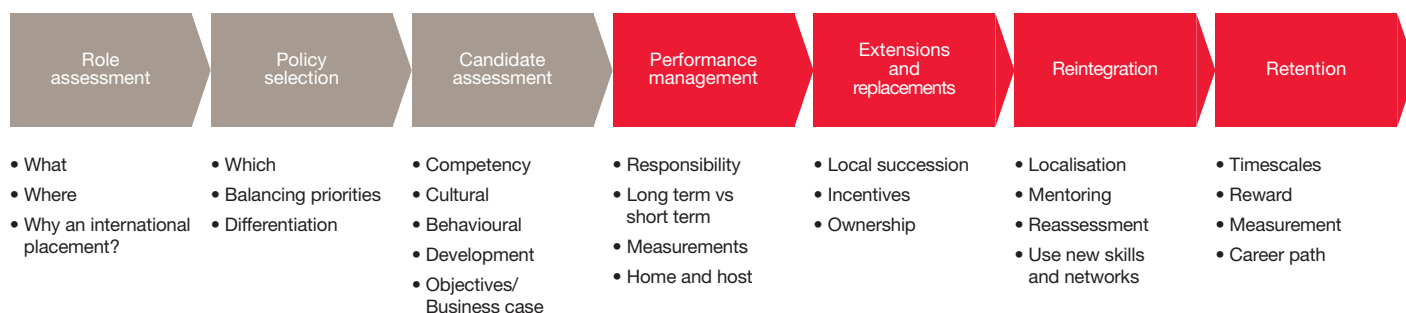 Role
assessment
Policy
selection
Candidate
assessment
Performance
management
Extensions
and
replacements
Reintegration
Retention
• What
• Where
• Why an international
placement?
• Which
• Balancing priorities
• Differentiation
• Competency
• Cultural
• Behavioural
• Development
• Objectives/
Business case
• Responsibility
• Long term vs
short term
• Measurements
• Home and host
• Local succession
• Incentives
• Ownership
• Localisation
• Mentoring
• Reassessment
• Use new skills
and networks
• Timescales
• Reward
• Measurement
• Career path